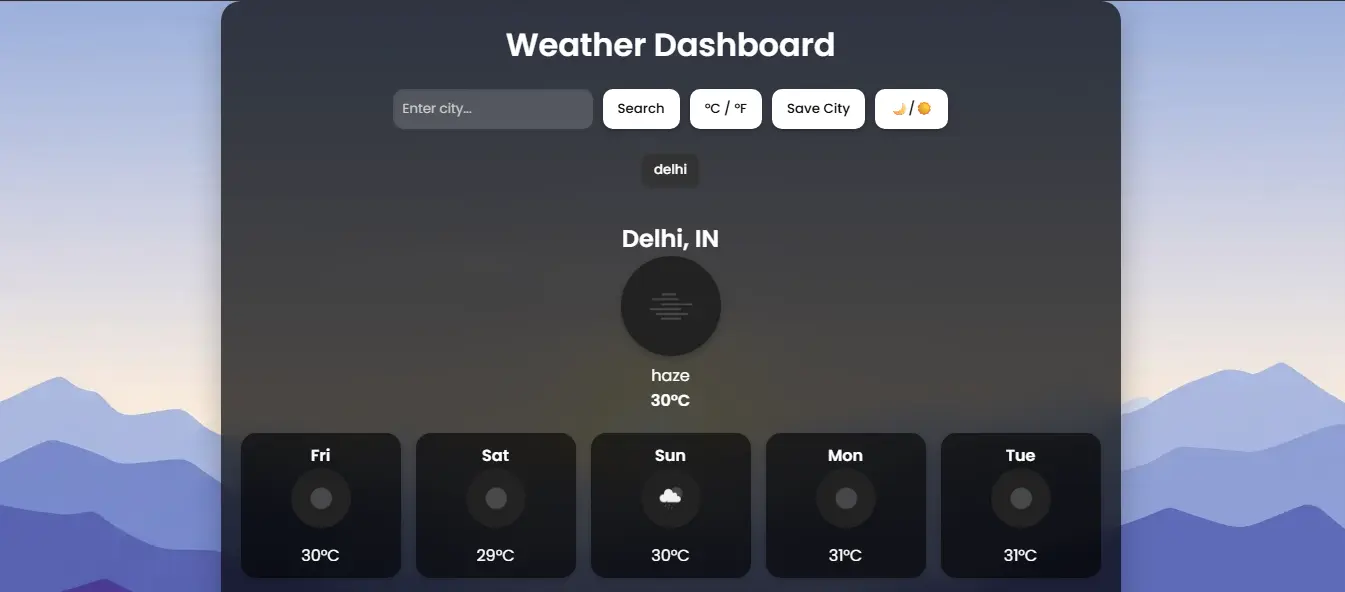 Weather Dashboard
Enter city...
Search
°C / °F
Save City
🌙/☀️
delhi
Delhi, IN
haze
30°C
Fri
Sat
Sun
Mon
Tue
30°C
29°C
30°C
31°C
31°C